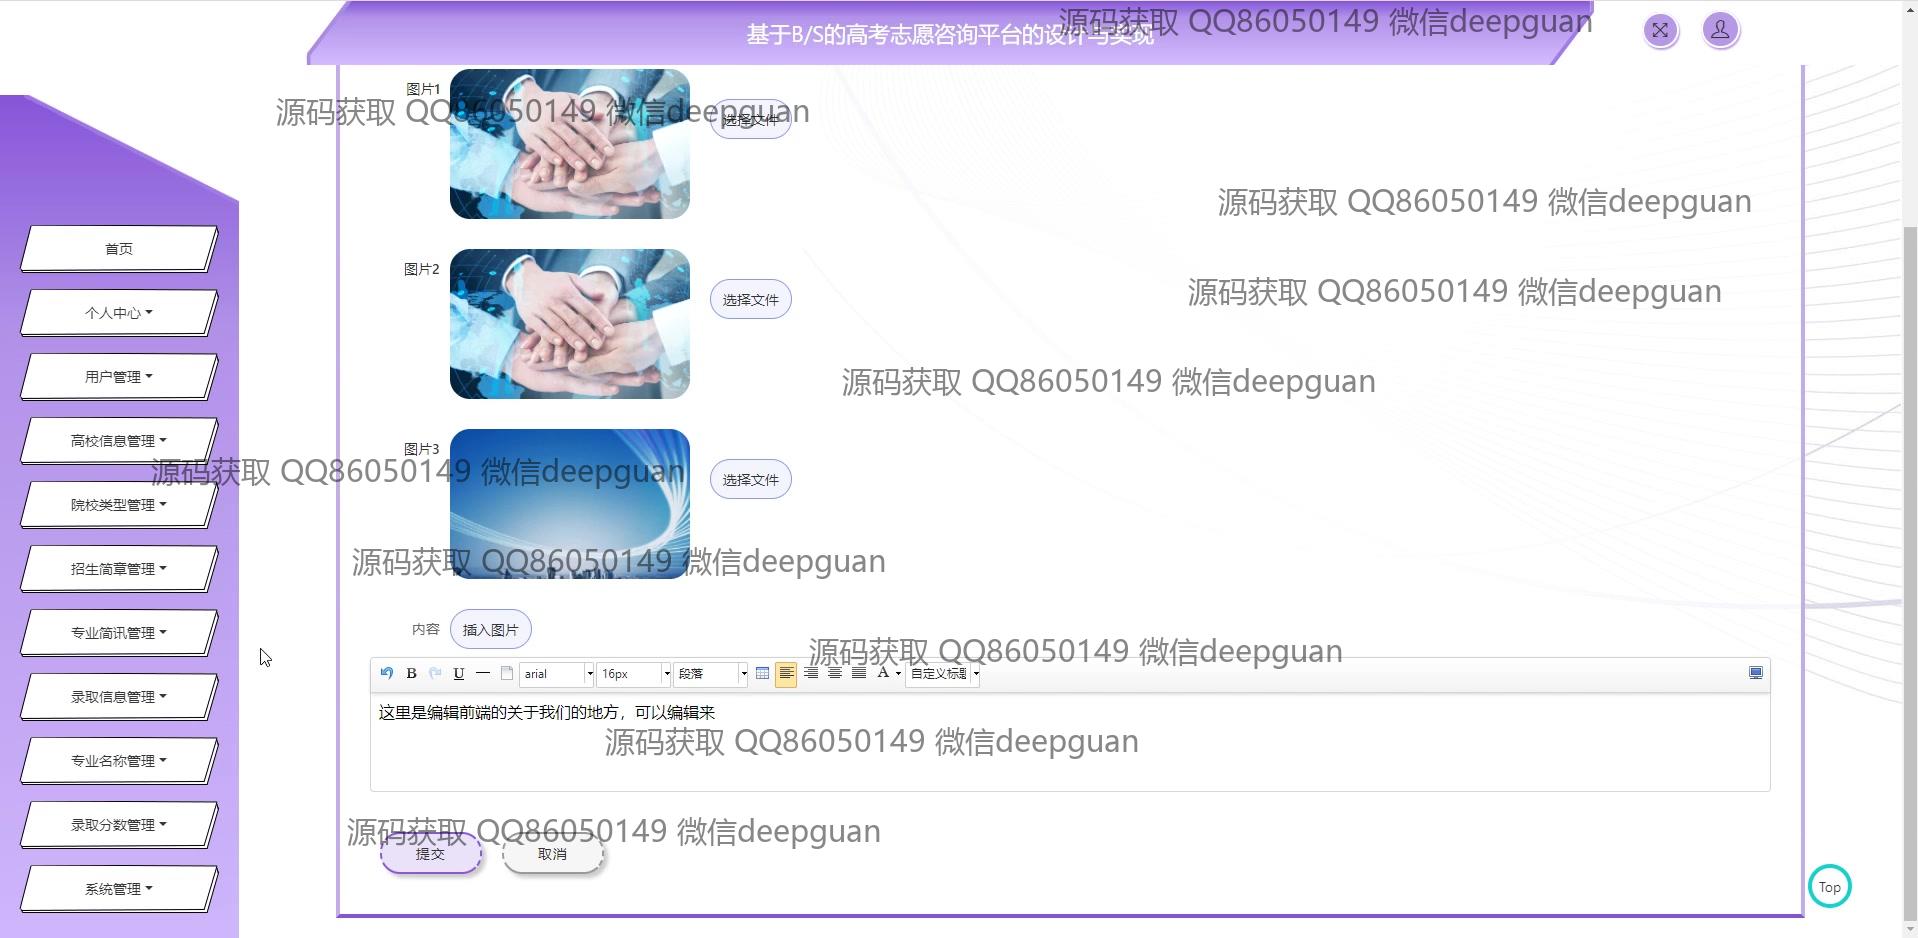 基于B/S的高考志愿咨询平台的设计与实现
源码获取 QQ86050149 微信deepguan
图片1
选择文件
源码获取 QQ86050149 微信deepguan
源码获取 QQ86050149 微信deepguan
首页
图片2
选择文件
源码获取 QQ86050149 微信deepguan
个人中心
用户管理
源码获取 QQ86050149 微信deepguan
高校信息管理
图片3
选择文件
源码获取 QQ86050149 微信deepguan
院校类型管理
招生简章管理
源码获取 QQ86050149 微信deepguan
专业简讯管理
内容
插入图片
源码获取 QQ86050149 微信deepguan
B U arial 16px 段落 A 自定义标题
录取信息管理
这里是编辑前端的关于我们的地方，可以编辑来
源码获取 QQ86050149 微信deepguan
专业名称管理
录取分数管理
源码获取 QQ86050149 微信deepguan
提交
取消
系统管理
Top